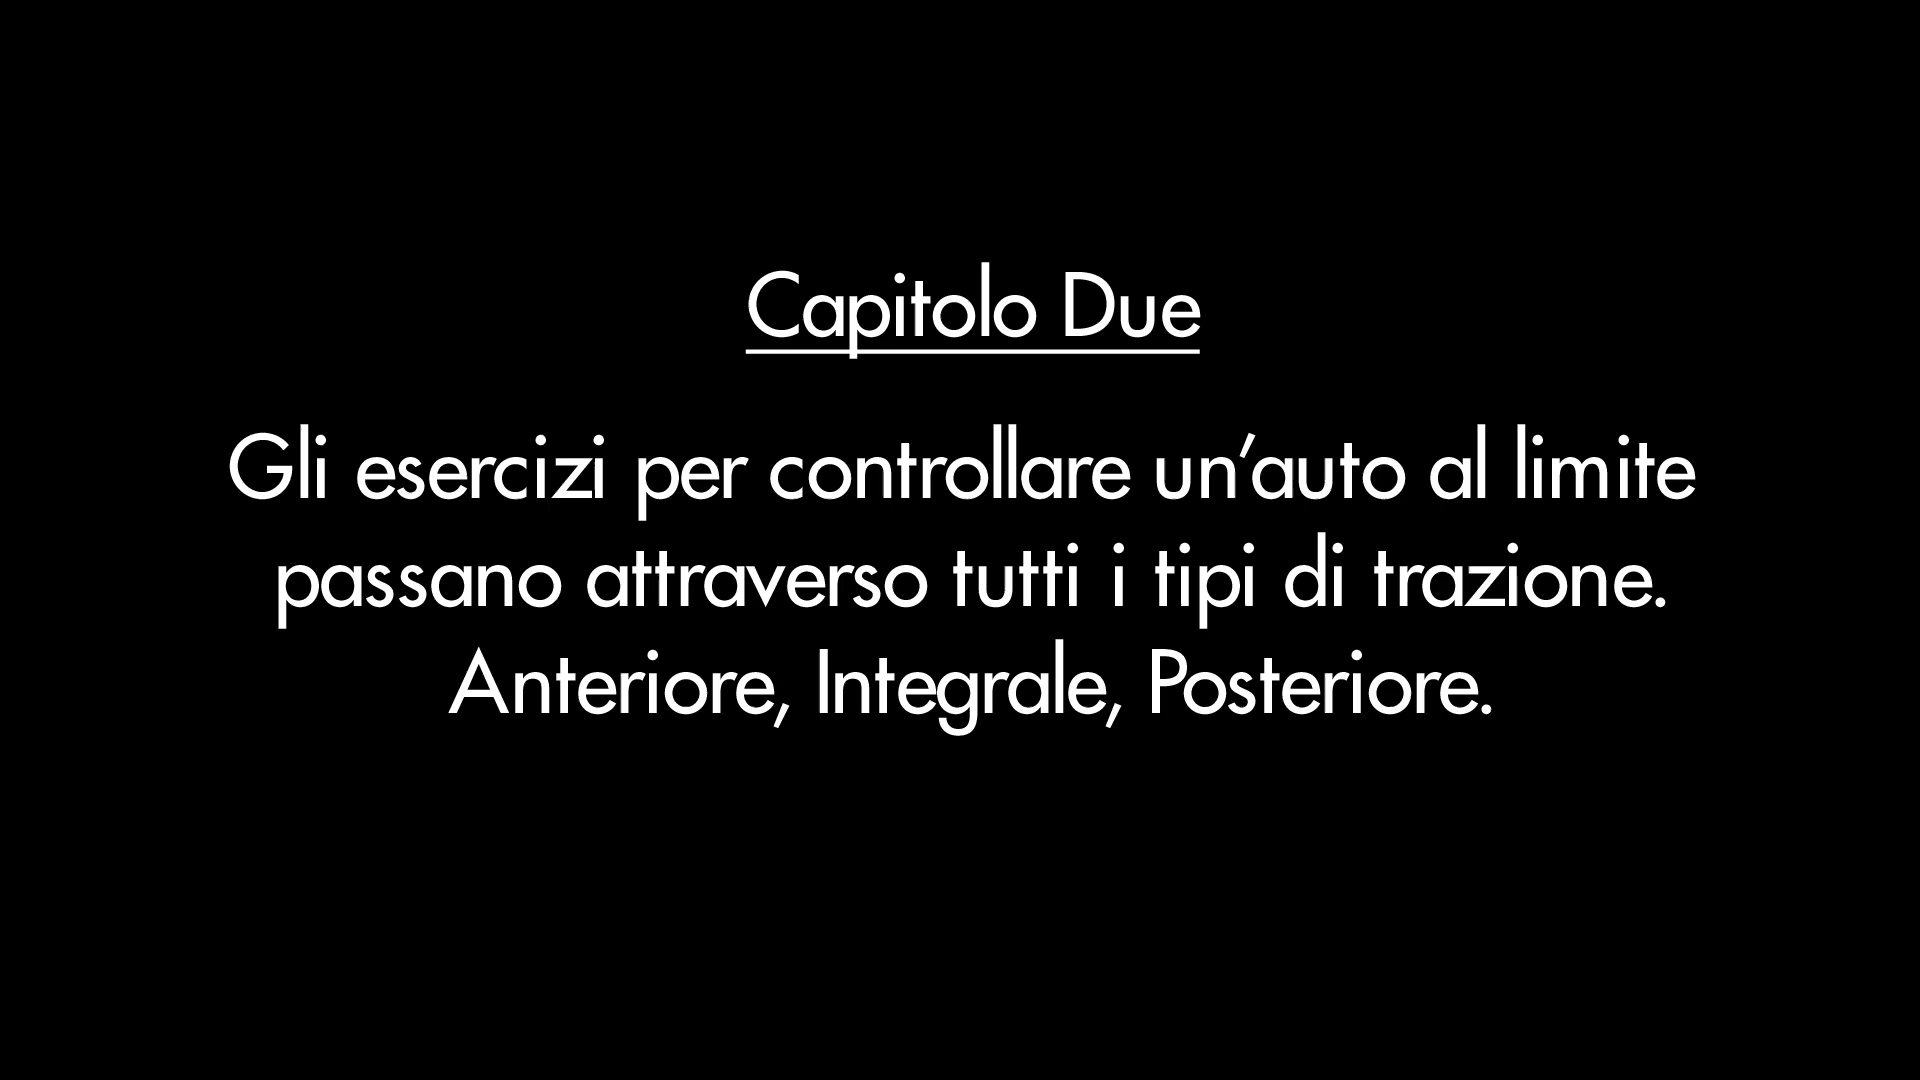 Capitolo Due
Gli esercizi per controllare un’auto al limite
passano attraverso tutti i tipi di trazione.
Anteriore, Integrale, Posteriore.